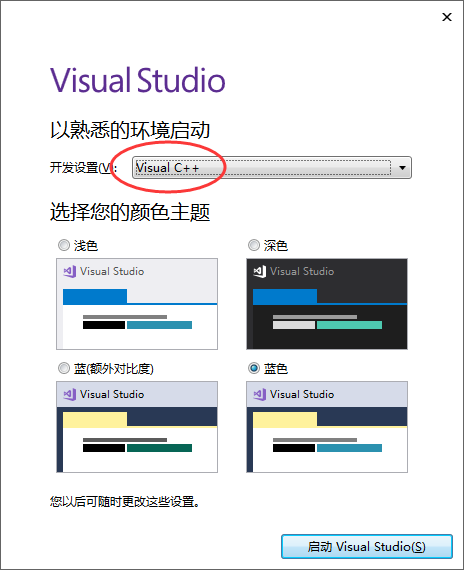 Visual Studio
以熟悉的环境启动
开发设置(V): Visual C++
选择您的颜色主题
浅色 深色
Visual Studio Visual Studio
蓝(额外对比度) 蓝色
Visual Studio Visual Studio
您以后可随时更改这些设置。
启动 Visual Studio(S)